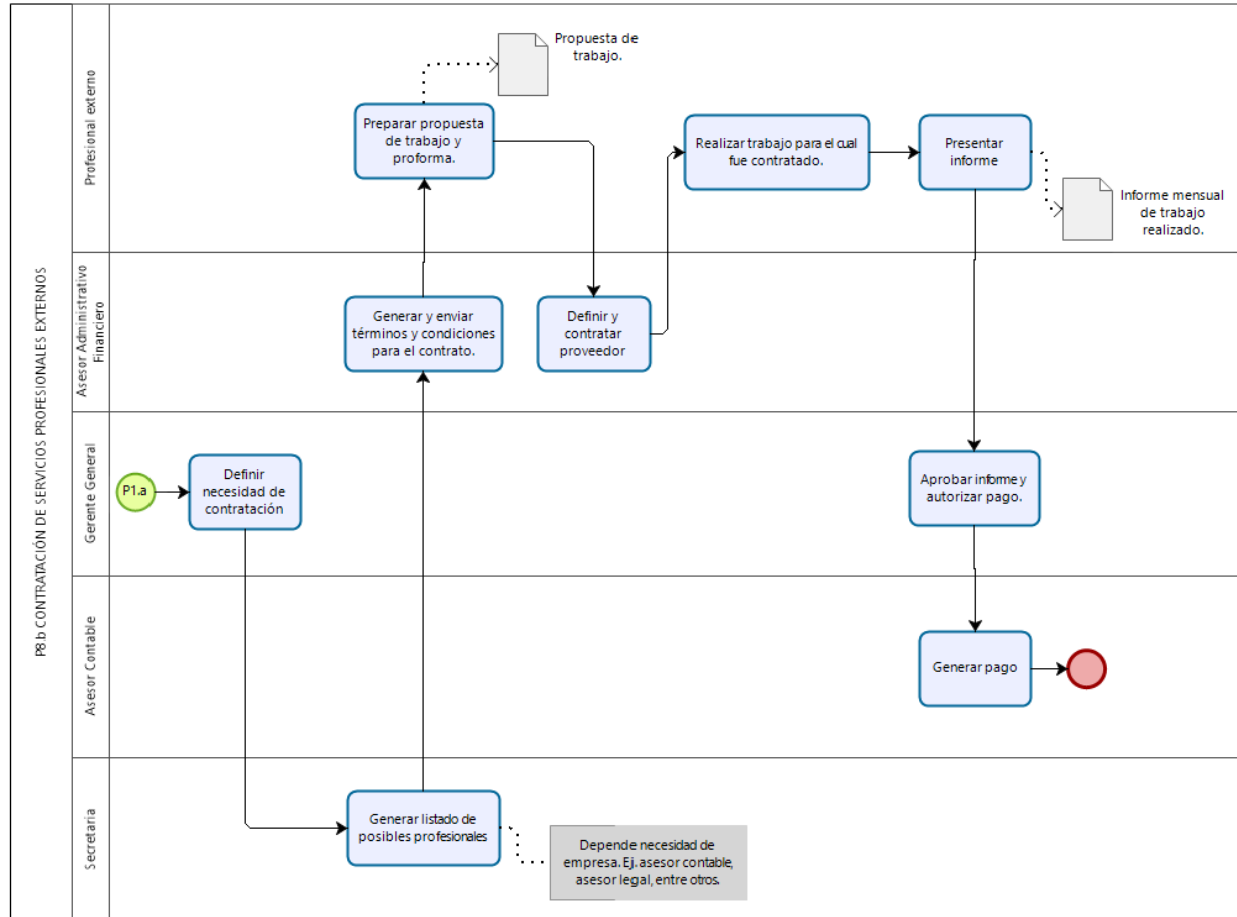 P8.b CONTRATACIÓN DE SERVICIOS PROFESIONALES EXTERNOS
Profesional externo
Propuesta de
trabajo.
Preparar propuesta
de trabajo y
proforma.
Realizar trabajo para el cual
fue contratado.
Presentar
informe
Informe mensual
de trabajo
realizado.
Asesor Administrativo
Financiero
Generar y enviar
términos y condiciones
para el contrato.
Definir y
contratar
proveedor
Gerente General
P1.a
Definir
necesidad de
contratación
Aprobar informe y
autorizar pago.
Asesor Contable
Generar pago
Secretaria
Generar listado de
posibles profesionales
Depende necesidad de
empresa. Ej. asesor contable,
asesor legal, entre otros.